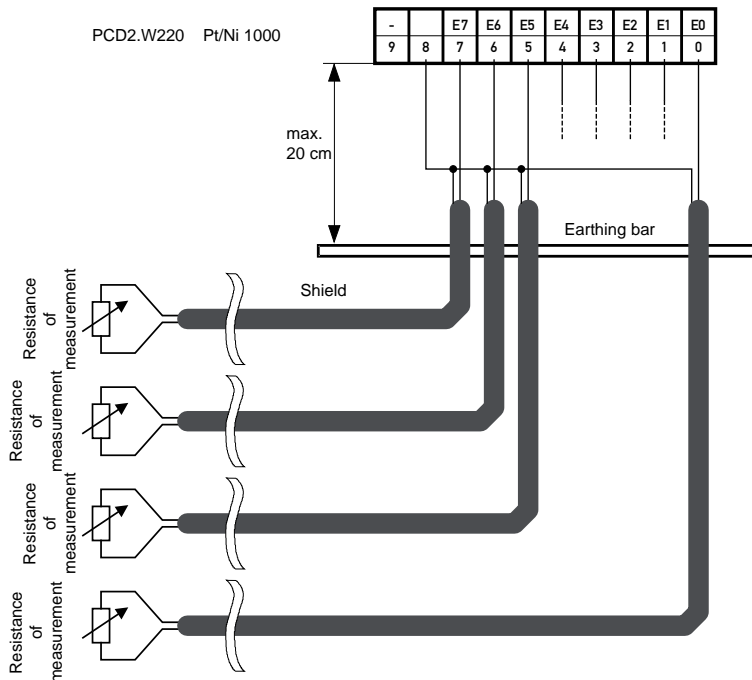 PCD2.W220 Pt/Ni 1000
- E7 E6 E5 E4 E3 E2 E1 E0
9 8 7 6 5 4 3 2 1 0
max.
20 cm
Earthing bar
Shield
Resistance
of
measurement
Resistance
of
measurement
Resistance
of
measurement
Resistance
of
measurement